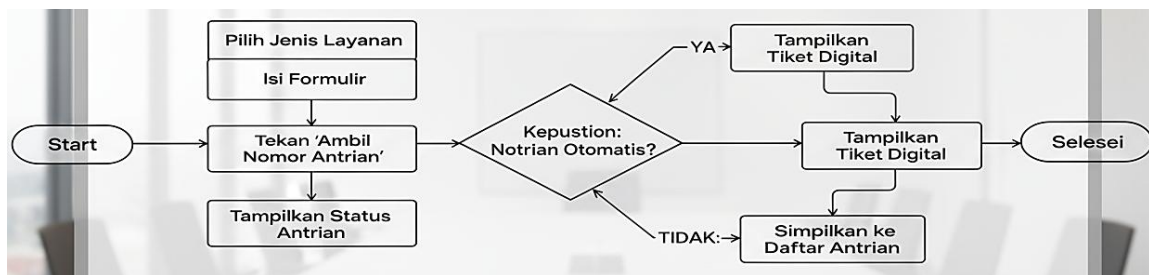 Start
Pilih Jenis Layanan
Isi Formulir
Tekan ‘Ambil
Nomor Antrian’
Tampilkan Status
Antrian
Kepustion:
Notrian Otomatis?
YA
Tampilkan
Tiket Digital
Tampilkan
Tiket Digital
TIDAK:
Simpilkan ke
Daftar Antrian
Selesei